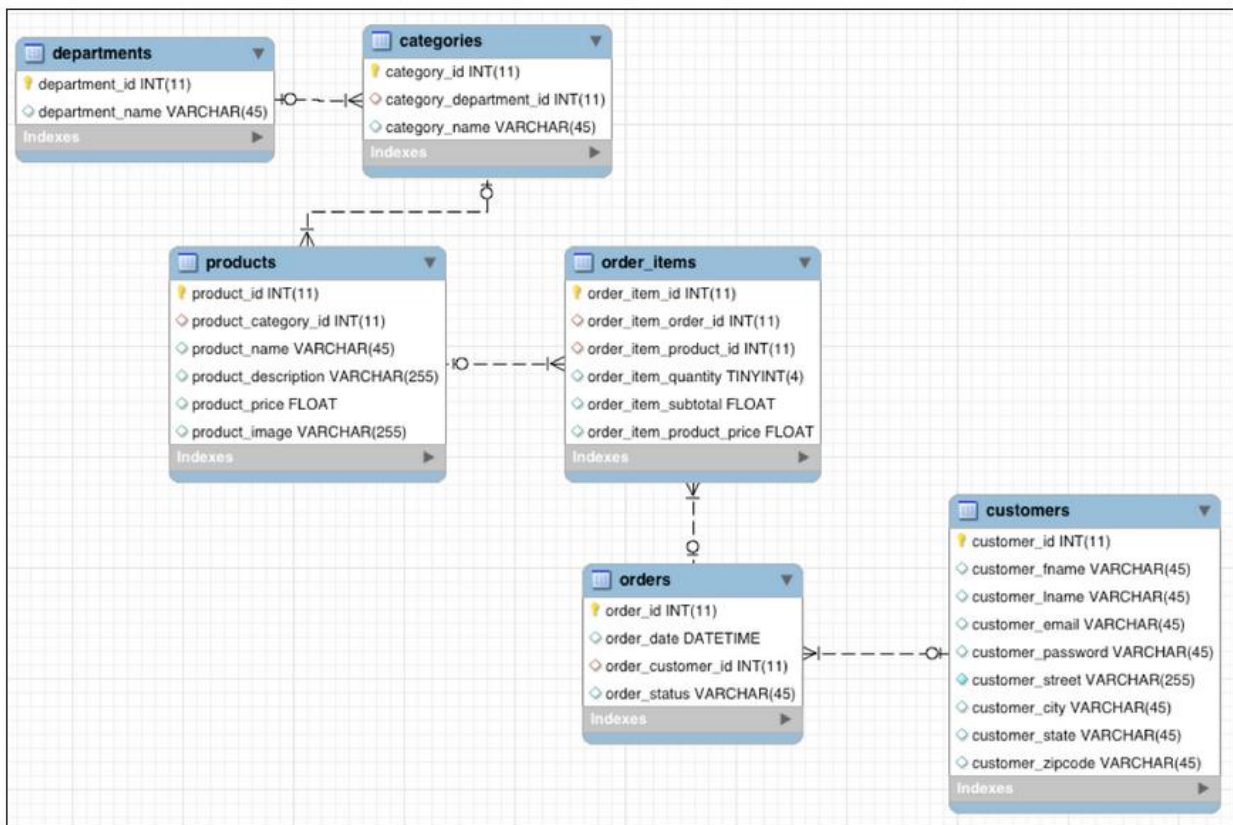 departments
department_id INT(11)
department_name VARCHAR(45)
Indexes
categories
category_id INT(11)
category_department_id INT(11)
category_name VARCHAR(45)
Indexes
products
product_id INT(11)
product_category_id INT(11)
product_name VARCHAR(45)
product_description VARCHAR(255)
product_price FLOAT
product_image VARCHAR(255)
Indexes
order_items
order_item_id INT(11)
order_item_order_id INT(11)
order_item_product_id INT(11)
order_item_quantity TINYINT(4)
order_item_subtotal FLOAT
order_item_product_price FLOAT
Indexes
orders
order_id INT(11)
order_date DATETIME
order_customer_id INT(11)
order_status VARCHAR(45)
Indexes
customers
customer_id INT(11)
customer_fname VARCHAR(45)
customer_lname VARCHAR(45)
customer_email VARCHAR(45)
customer_password VARCHAR(45)
customer_street VARCHAR(255)
customer_city VARCHAR(45)
customer_state VARCHAR(45)
customer_zipcode VARCHAR(45)
Indexes